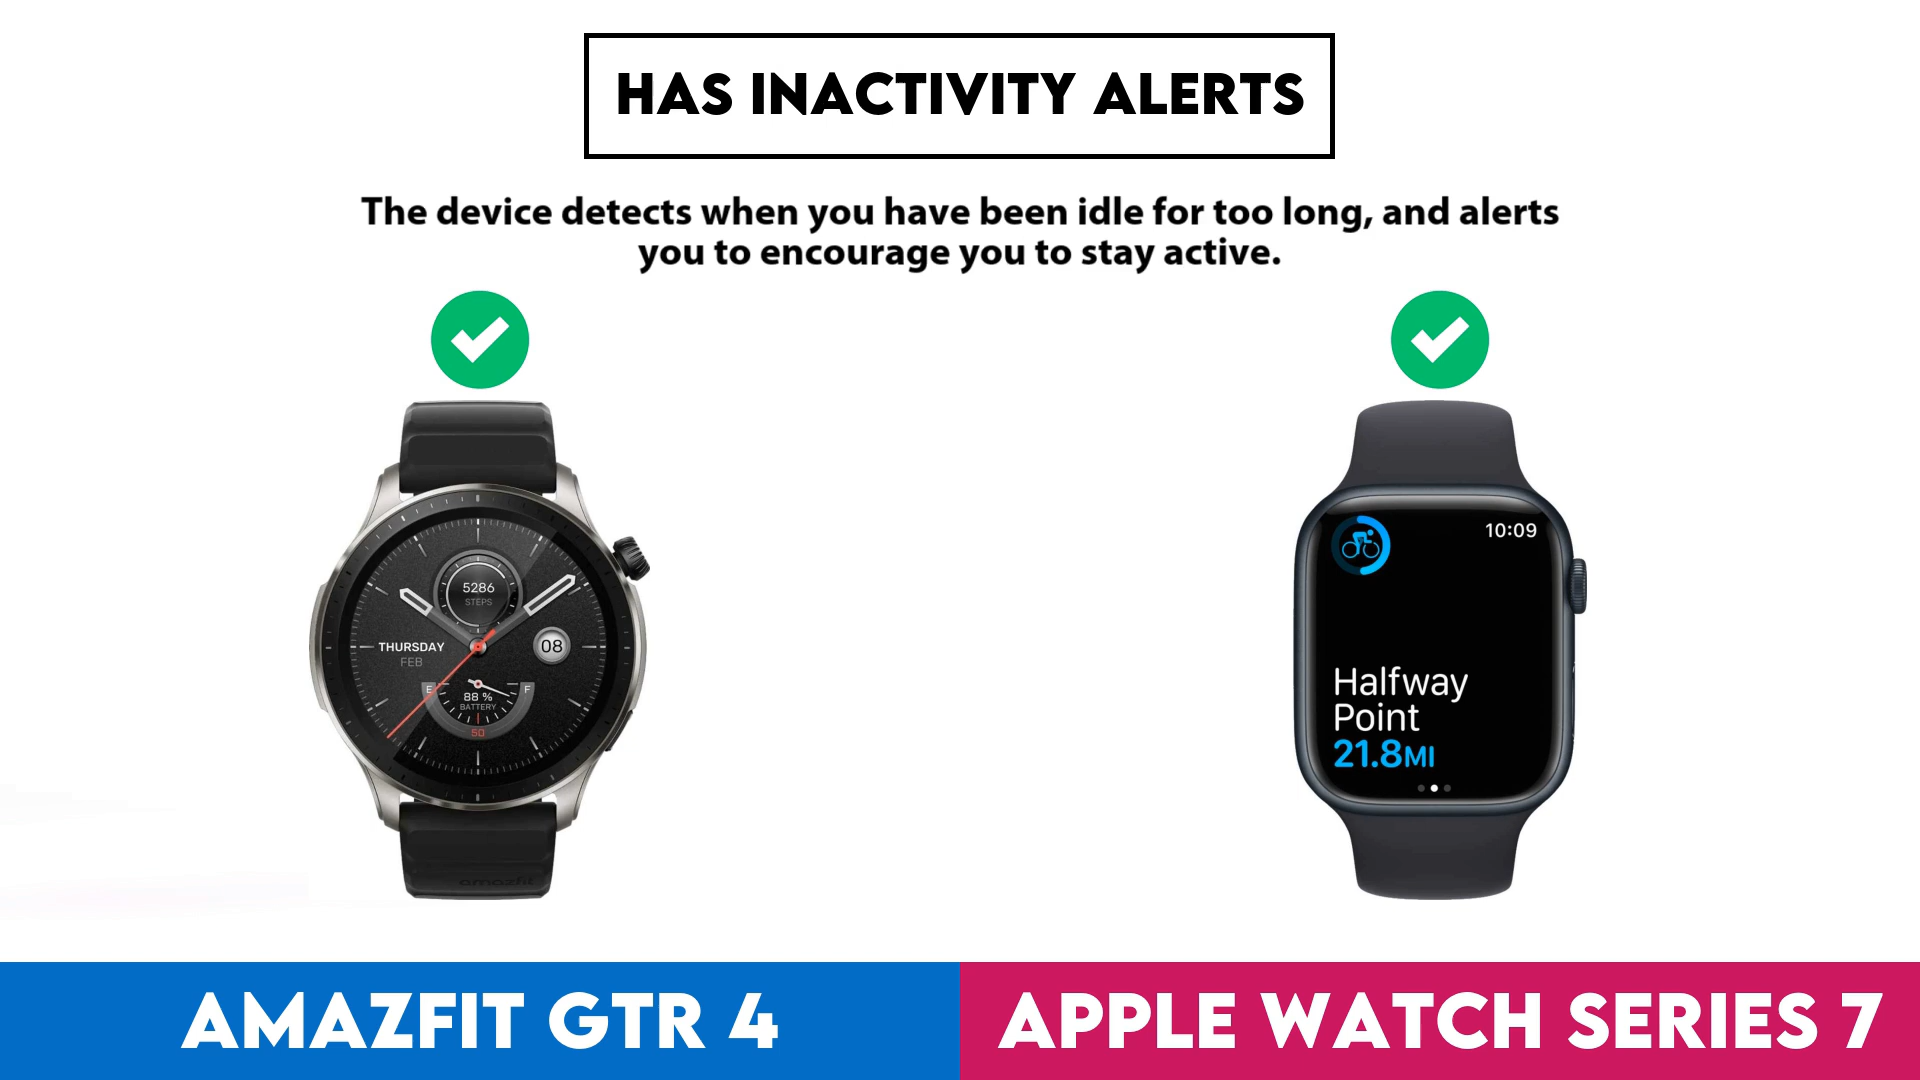 HAS INACTIVITY ALERTS
The device detects when you have been idle for too long, and alerts
you to encourage you to stay active.
5286
STEPS
THURSDAY
FEB
08
E
F
88 %
BATTERY
50
amazfit
10:09
Halfway
Point
21.8MI
AMAZFIT GTR 4
APPLE WATCH SERIES 7